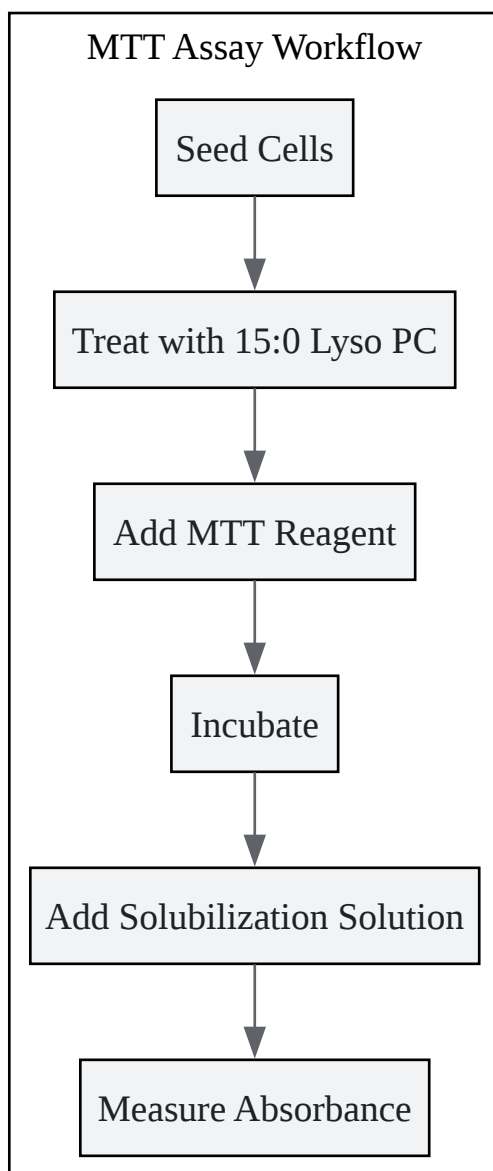 MTT Assay Workflow
Seed Cells
Treat with 15:0 Lyso PC
Add MTT Reagent
Incubate
Add Solubilization Solution
Measure Absorbance